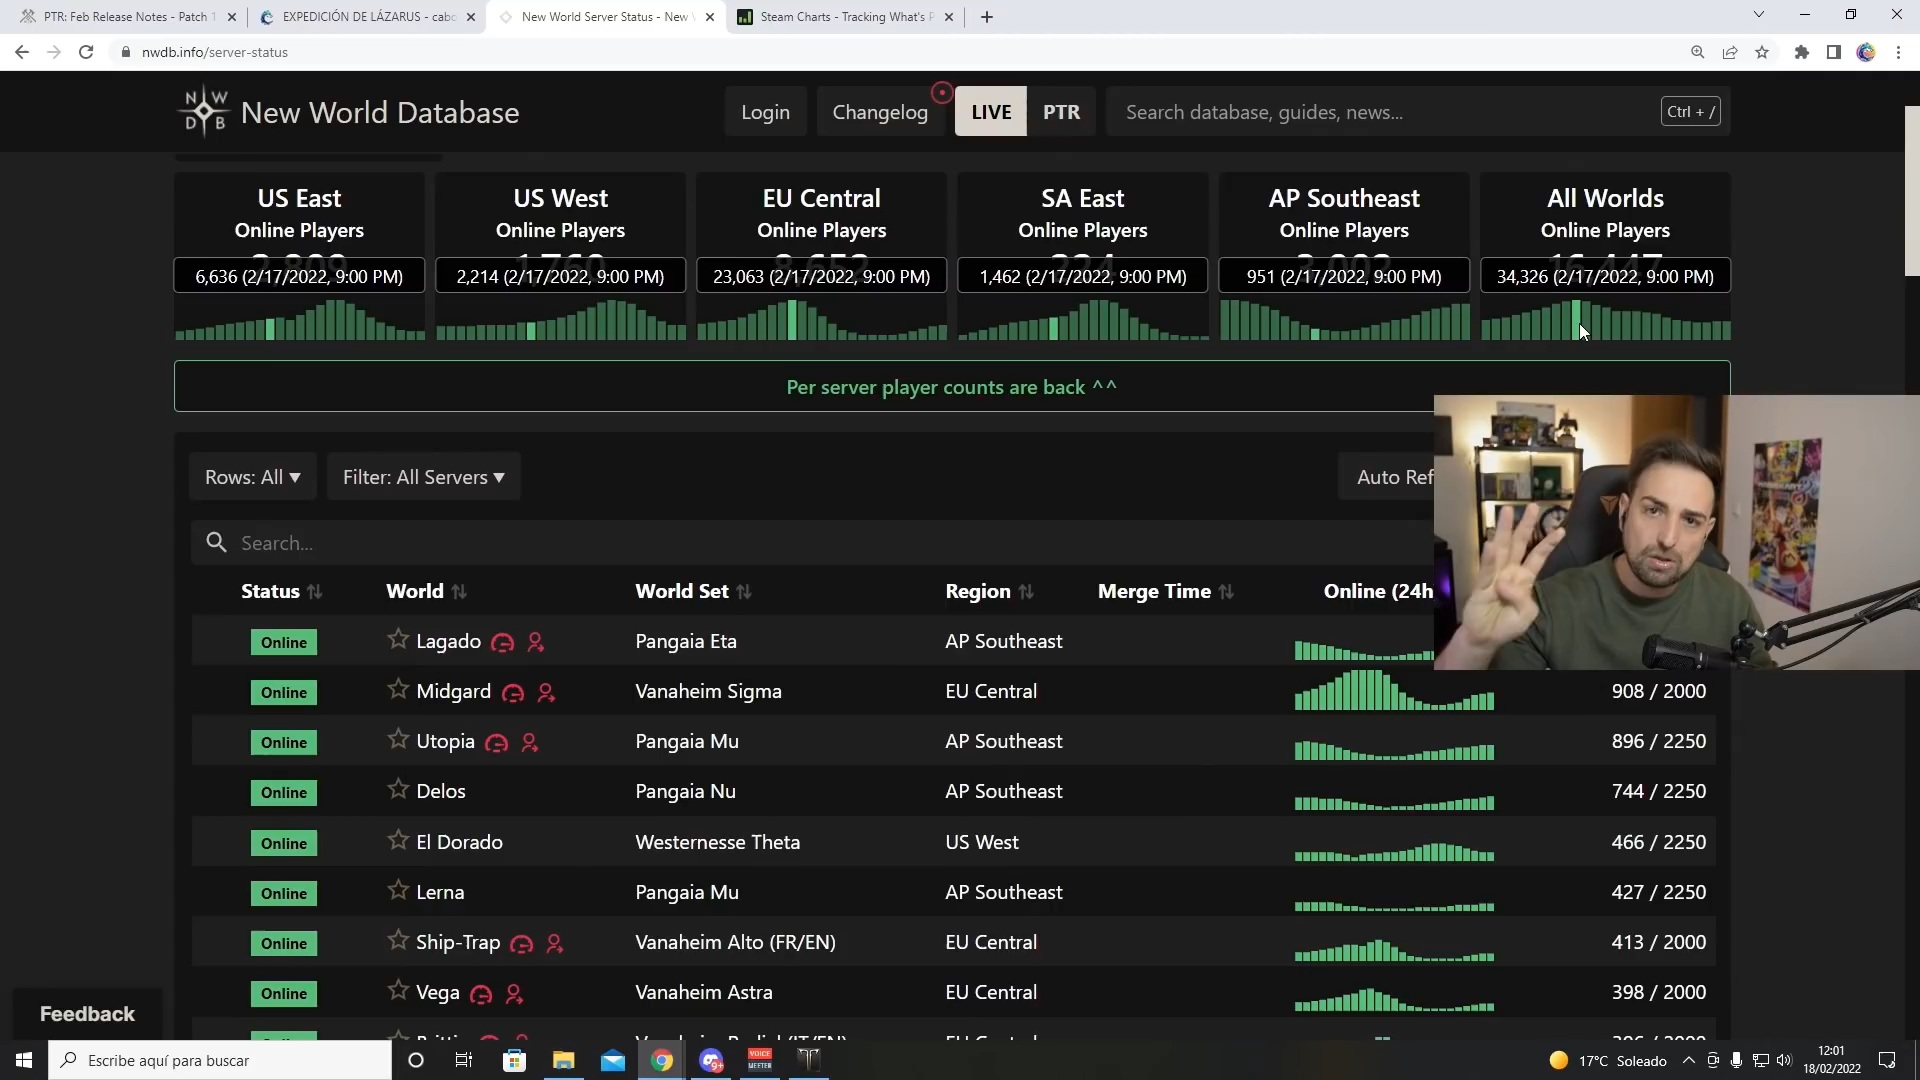 PTR: Feb Release Notes - Patch 1
EXPEDICIÓN DE LÁZARUS - cabo
New World Server Status - New W
Steam Charts - Tracking What's P
nwdb.info/server-status
N W D B New World Database
Login
Changelog
LIVE
PTR
Search database, guides, news...
Ctrl + /
US East
US West
EU Central
SA East
AP Southeast
All Worlds
Online Players
Online Players
Online Players
Online Players
Online Players
Online Players
6,636 (2/17/2022, 9:00 PM)
2,214 (2/17/2022, 9:00 PM)
23,063 (2/17/2022, 9:00 PM)
1,462 (2/17/2022, 9:00 PM)
951 (2/17/2022, 9:00 PM)
34,326 (2/17/2022, 9:00 PM)
Per server player counts are back ^^
Rows: All ▾
Filter: All Servers ▾
Auto Ref
Search...
Status World World Set Region Merge Time Online (24h
Online Lagado Pangaia Eta AP Southeast
Online Midgard Vanaheim Sigma EU Central 908 / 2000
Online Utopia Pangaia Mu AP Southeast 896 / 2250
Online Delos Pangaia Nu AP Southeast 744 / 2250
Online El Dorado Westernesse Theta US West 466 / 2250
Online Lerna Pangaia Mu AP Southeast 427 / 2250
Online Ship-Trap Vanaheim Alto (FR/EN) EU Central 413 / 2000
Online Vega Vanaheim Astra EU Central 398 / 2000
Feedback
Escribe aquí para buscar
9+
VOICE
MEETER
17°C Soleado
12:01
18/02/2022